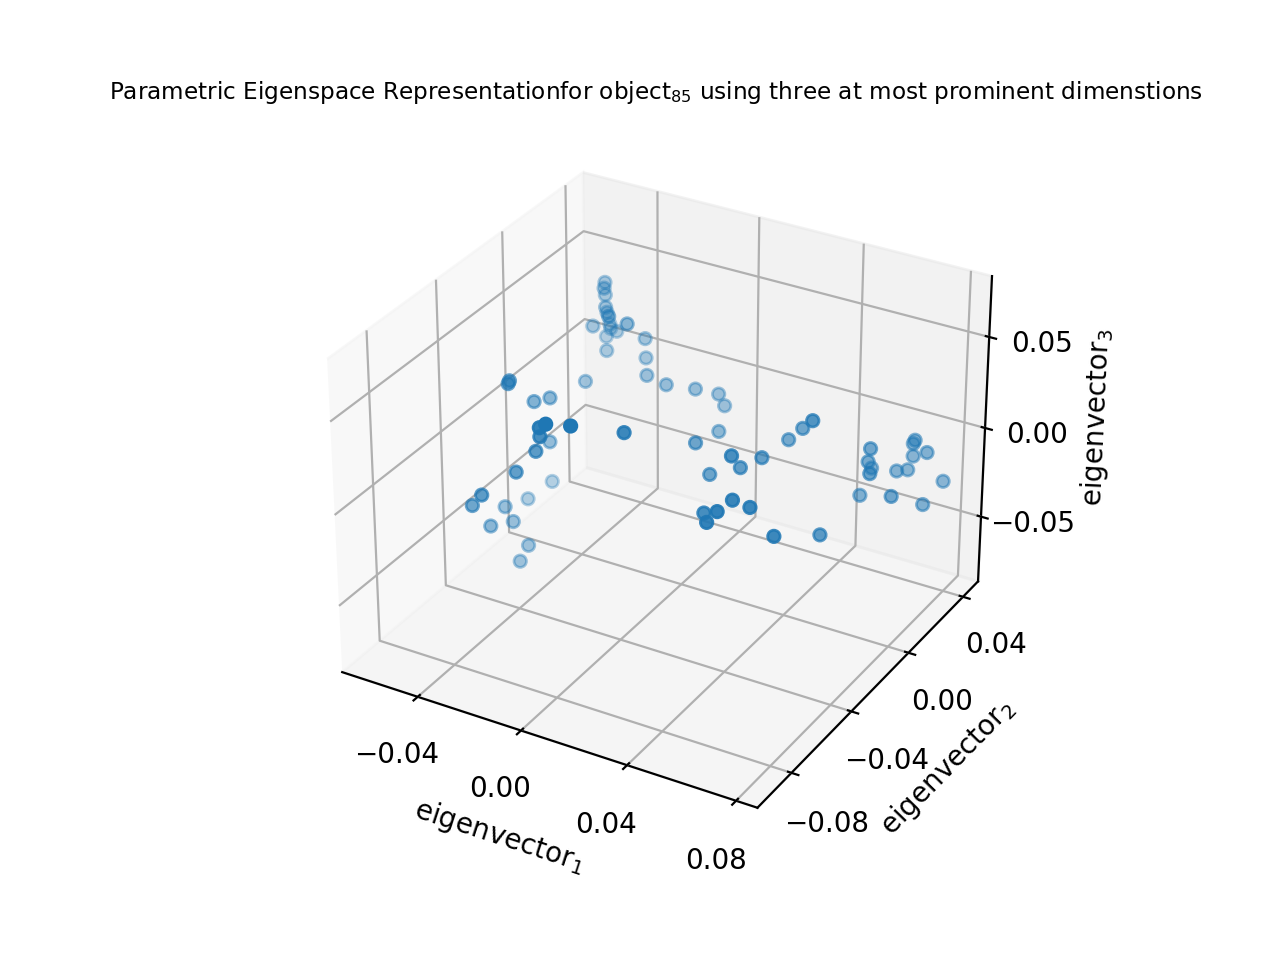 Parametric Eigenspace Representationfor object₈₅ using three at most prominent dimenstions
0.05
0.00
−0.05
eigenvector₃
0.04
0.00
−0.04
−0.08
eigenvector₂
−0.04
0.00
0.04
0.08
eigenvector₁